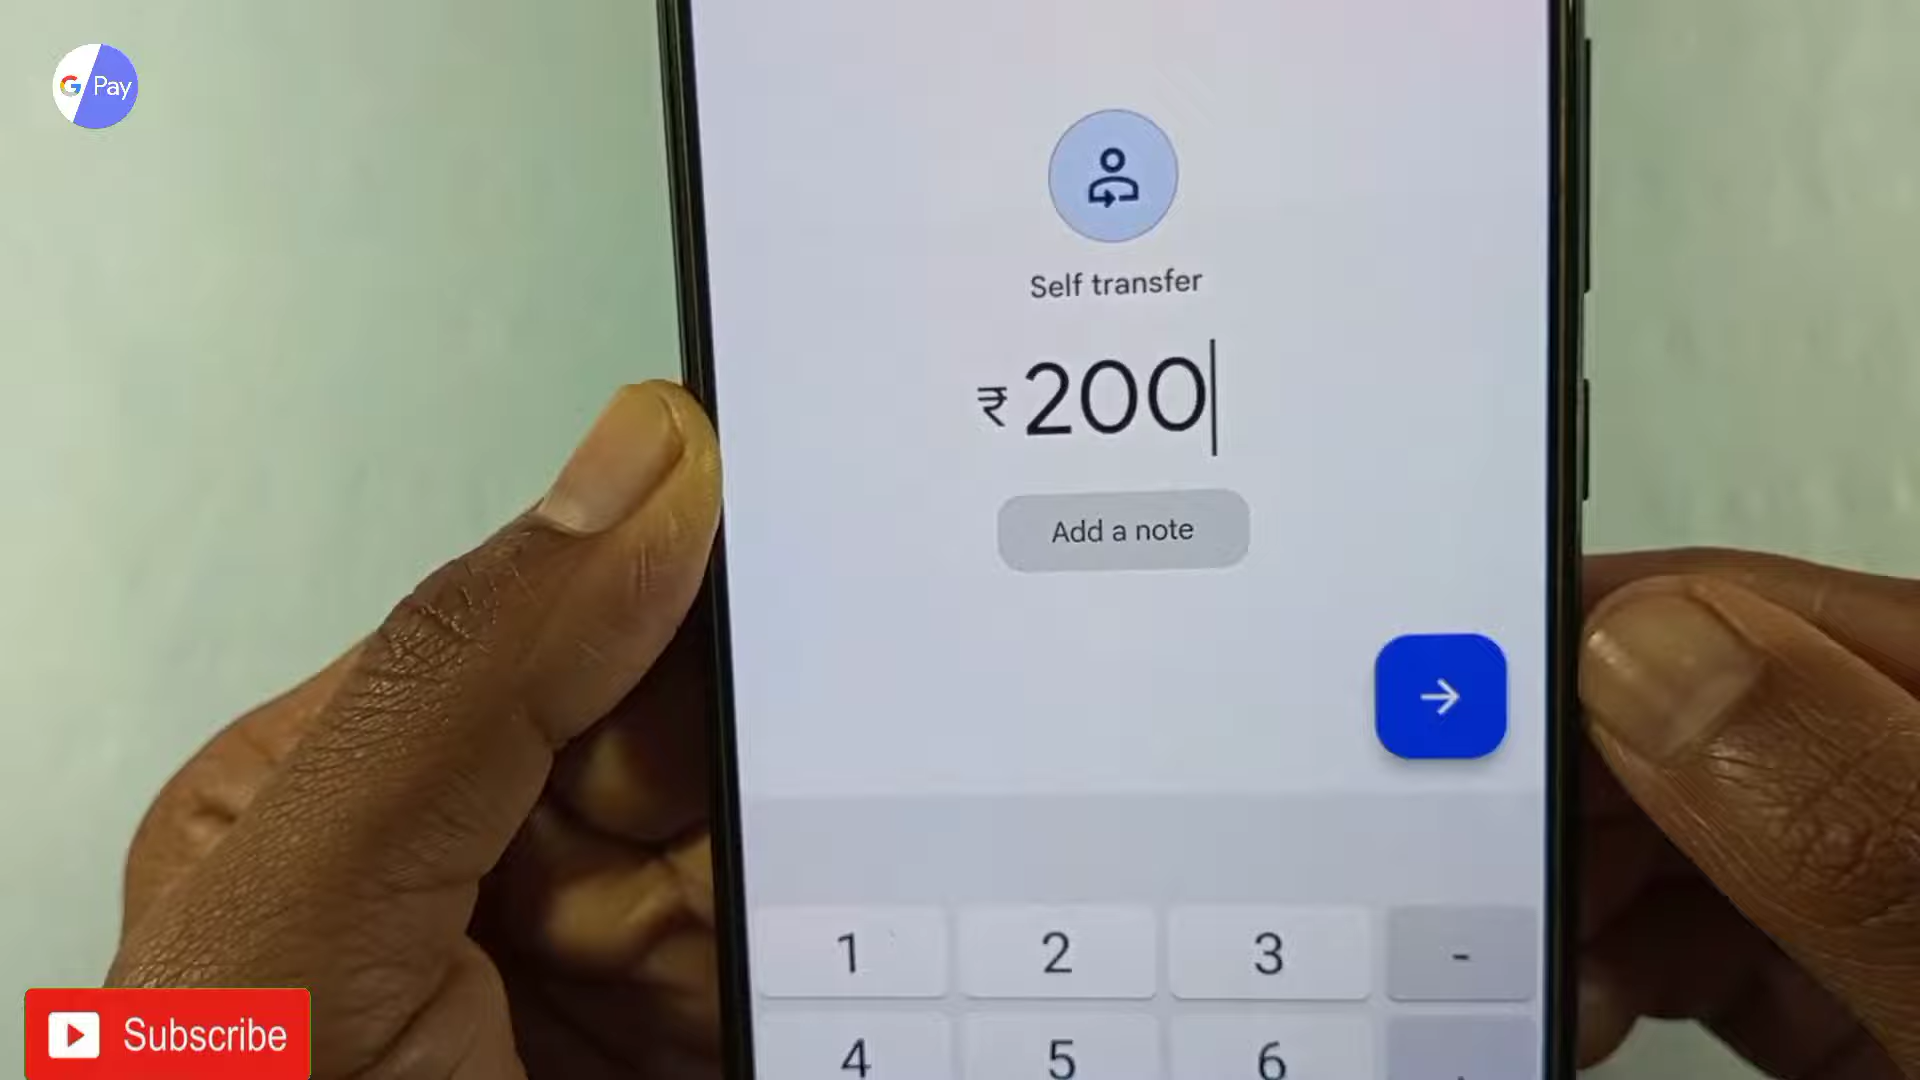 G Pay
Self transfer
₹200
Add a note
1 2 3 -
4 5 6 .
Subscribe